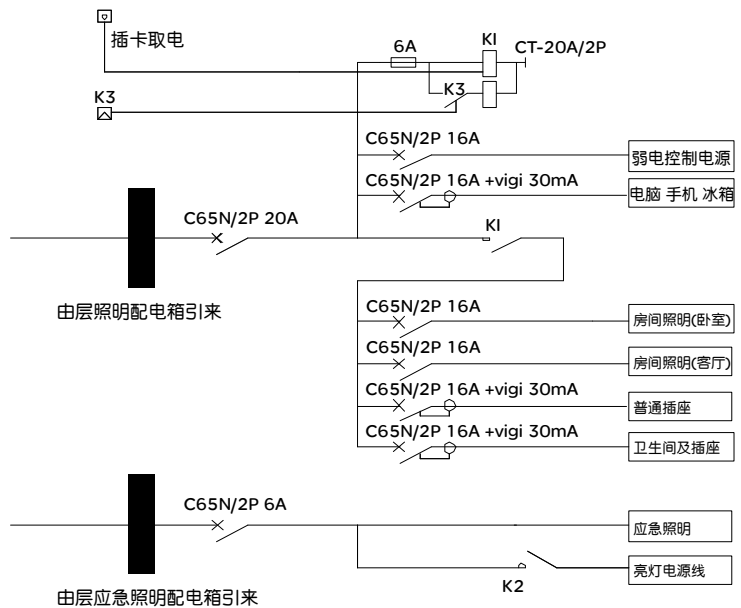 插卡取电
6A
K1
CT-20A/2P
K3
K3
C65N/2P 16A
弱电控制电源
C65N/2P 16A +vigi 30mA
电脑 手机 冰箱
C65N/2P 20A
K1
由层照明配电箱引来
C65N/2P 16A
房间照明(卧室)
C65N/2P 16A
房间照明(客厅)
C65N/2P 16A +vigi 30mA
普通插座
C65N/2P 16A +vigi 30mA
卫生间及插座
C65N/2P 6A
应急照明
K2
亮灯电源线
由层应急照明配电箱引来